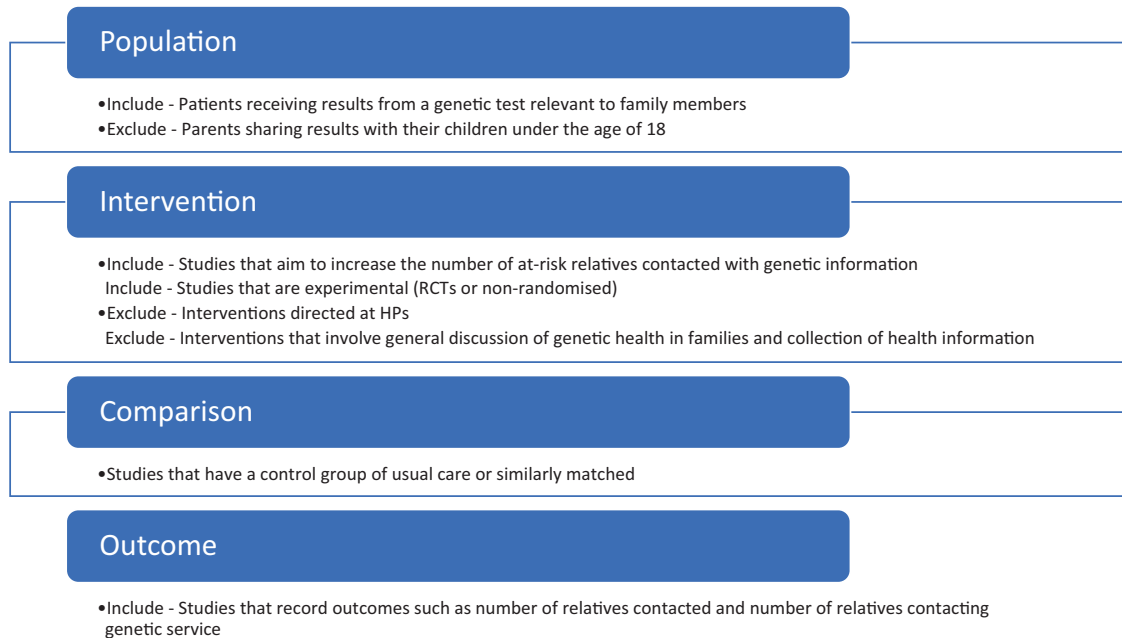 Population
•Include - Patients receiving results from a genetic test relevant to family members
•Exclude - Parents sharing results with their children under the age of 18
Intervention
•Include - Studies that aim to increase the number of at-risk relatives contacted with genetic information
Include - Studies that are experimental (RCTs or non-randomised)
•Exclude - Interventions directed at HPs
Exclude - Interventions that involve general discussion of genetic health in families and collection of health information
Comparison
•Studies that have a control group of usual care or similarly matched
Outcome
•Include - Studies that record outcomes such as number of relatives contacted and number of relatives contacting
genetic service